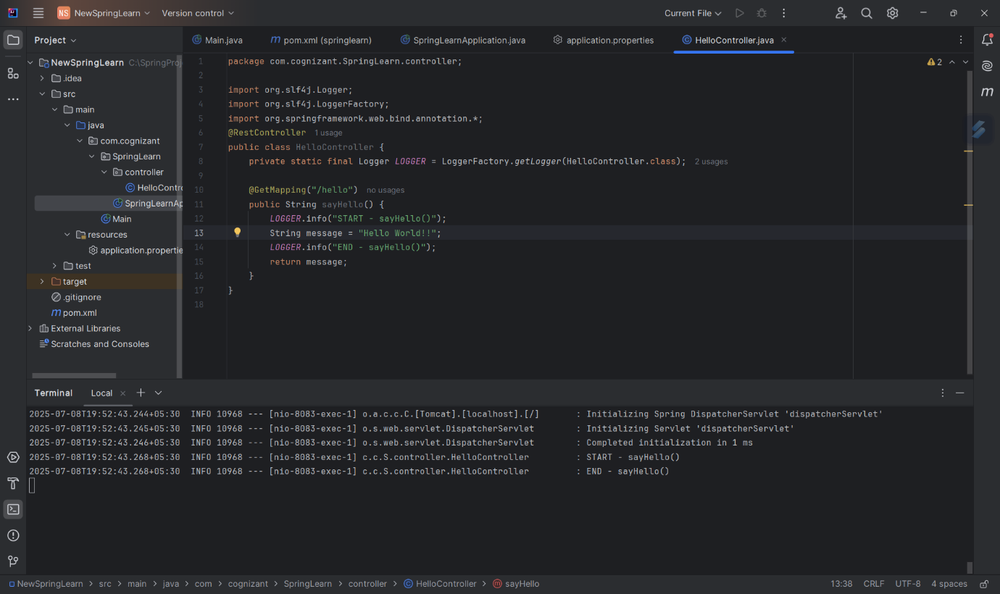 NS NewSpringLearn Version control Current File
Project
Main.java pom.xml (springlearn) SpringLearnApplication.java application.properties HelloController.java
NewSpringLearn C:\SpringProj
.idea
src
main
java
com.cognizant
SpringLearn
controller
HelloContro
SpringLearnAp
Main
resources
application.propertie
test
target
.gitignore
pom.xml
External Libraries
Scratches and Consoles
2
1 package com.cognizant.SpringLearn.controller;
2
3 import org.slf4j.Logger;
4 import org.slf4j.LoggerFactory;
5 import org.springframework.web.bind.annotation.*;
6 @RestController 1 usage
7 public class HelloController {
8 private static final Logger LOGGER = LoggerFactory.getLogger(HelloController.class); 2 usages
9
10 @GetMapping("/hello") no usages
11 public String sayHello() {
12 LOGGER.info("START - sayHello()");
13 String message = "Hello World!!";
14 LOGGER.info("END - sayHello()");
15 return message;
16 }
17 }
18
Terminal Local
2025-07-08T19:52:43.244+05:30 INFO 10968 --- [nio-8083-exec-1] o.a.c.c.C.[Tomcat].[localhost].[/] : Initializing Spring DispatcherServlet 'dispatcherServlet'
2025-07-08T19:52:43.245+05:30 INFO 10968 --- [nio-8083-exec-1] o.s.web.servlet.DispatcherServlet : Initializing Servlet 'dispatcherServlet'
2025-07-08T19:52:43.246+05:30 INFO 10968 --- [nio-8083-exec-1] o.s.web.servlet.DispatcherServlet : Completed initialization in 1 ms
2025-07-08T19:52:43.268+05:30 INFO 10968 --- [nio-8083-exec-1] c.c.S.controller.HelloController : START - sayHello()
2025-07-08T19:52:43.268+05:30 INFO 10968 --- [nio-8083-exec-1] c.c.S.controller.HelloController : END - sayHello()
NewSpringLearn > src > main > java > com > cognizant > SpringLearn > controller > HelloController > sayHello 13:38 CRLF UTF-8 4 spaces